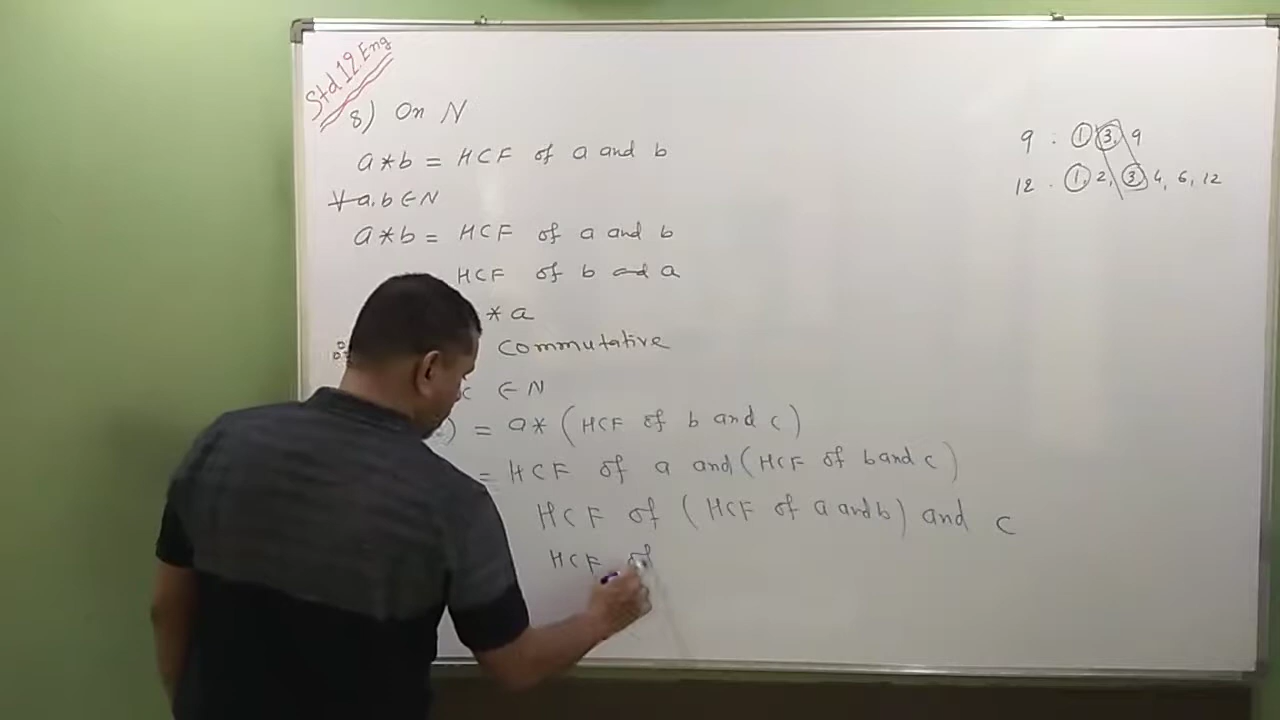 Std 12 Eng
8) On N
a * b = HCF of a and b
∀ a, b ∈ N
a * b = HCF of a and b
HCF of b and a
* a
commutative
c ∈ N
) = a * (HCF of b and c)
= HCF of a and (HCF of b and c)
HCF of (HCF of a and b) and c
HCF of
9 : 1, 3, 9
12 . 1, 2, 3, 4, 6, 12